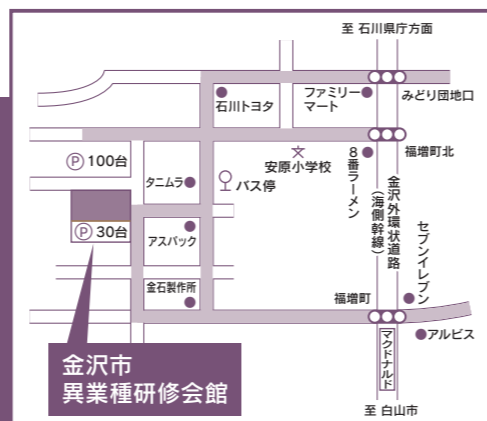 至 石川県庁方面
石川トヨタ
ファミリー
マート
みどり団地口
P 100台
タニムラ
バス停
文
安原小学校
8番ラーメン
福増町北
金沢外環状道路
（海側幹線）
P 30台
アスバック
金石製作所
福増町
セブンイレブン
アルビス
マクドナルド
金沢市
異業種研修会館
至 白山市